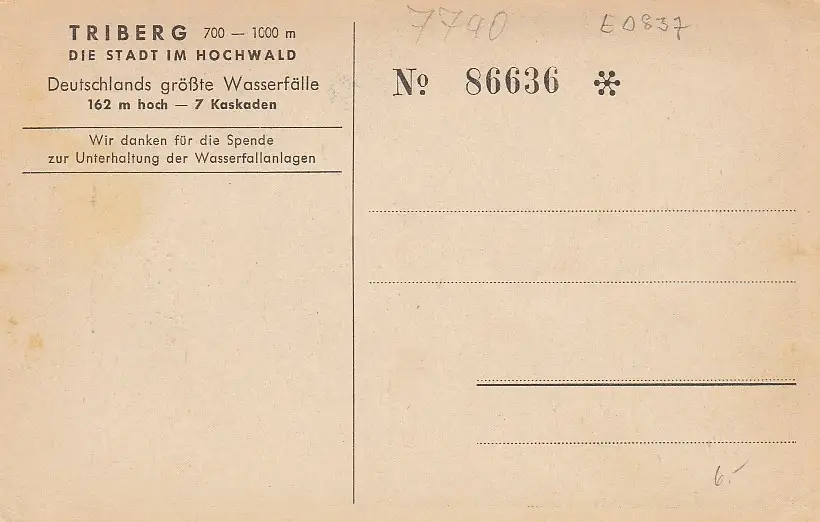 TRIBERG 700 — 1000 m
DIE STADT IM HOCHWALD
Deutschlands größte Wasserfälle
162 m hoch — 7 Kaskaden
Wir danken für die Spende
zur Unterhaltung der Wasserfallanlagen
7740
E0837
Nº 86636
6.-